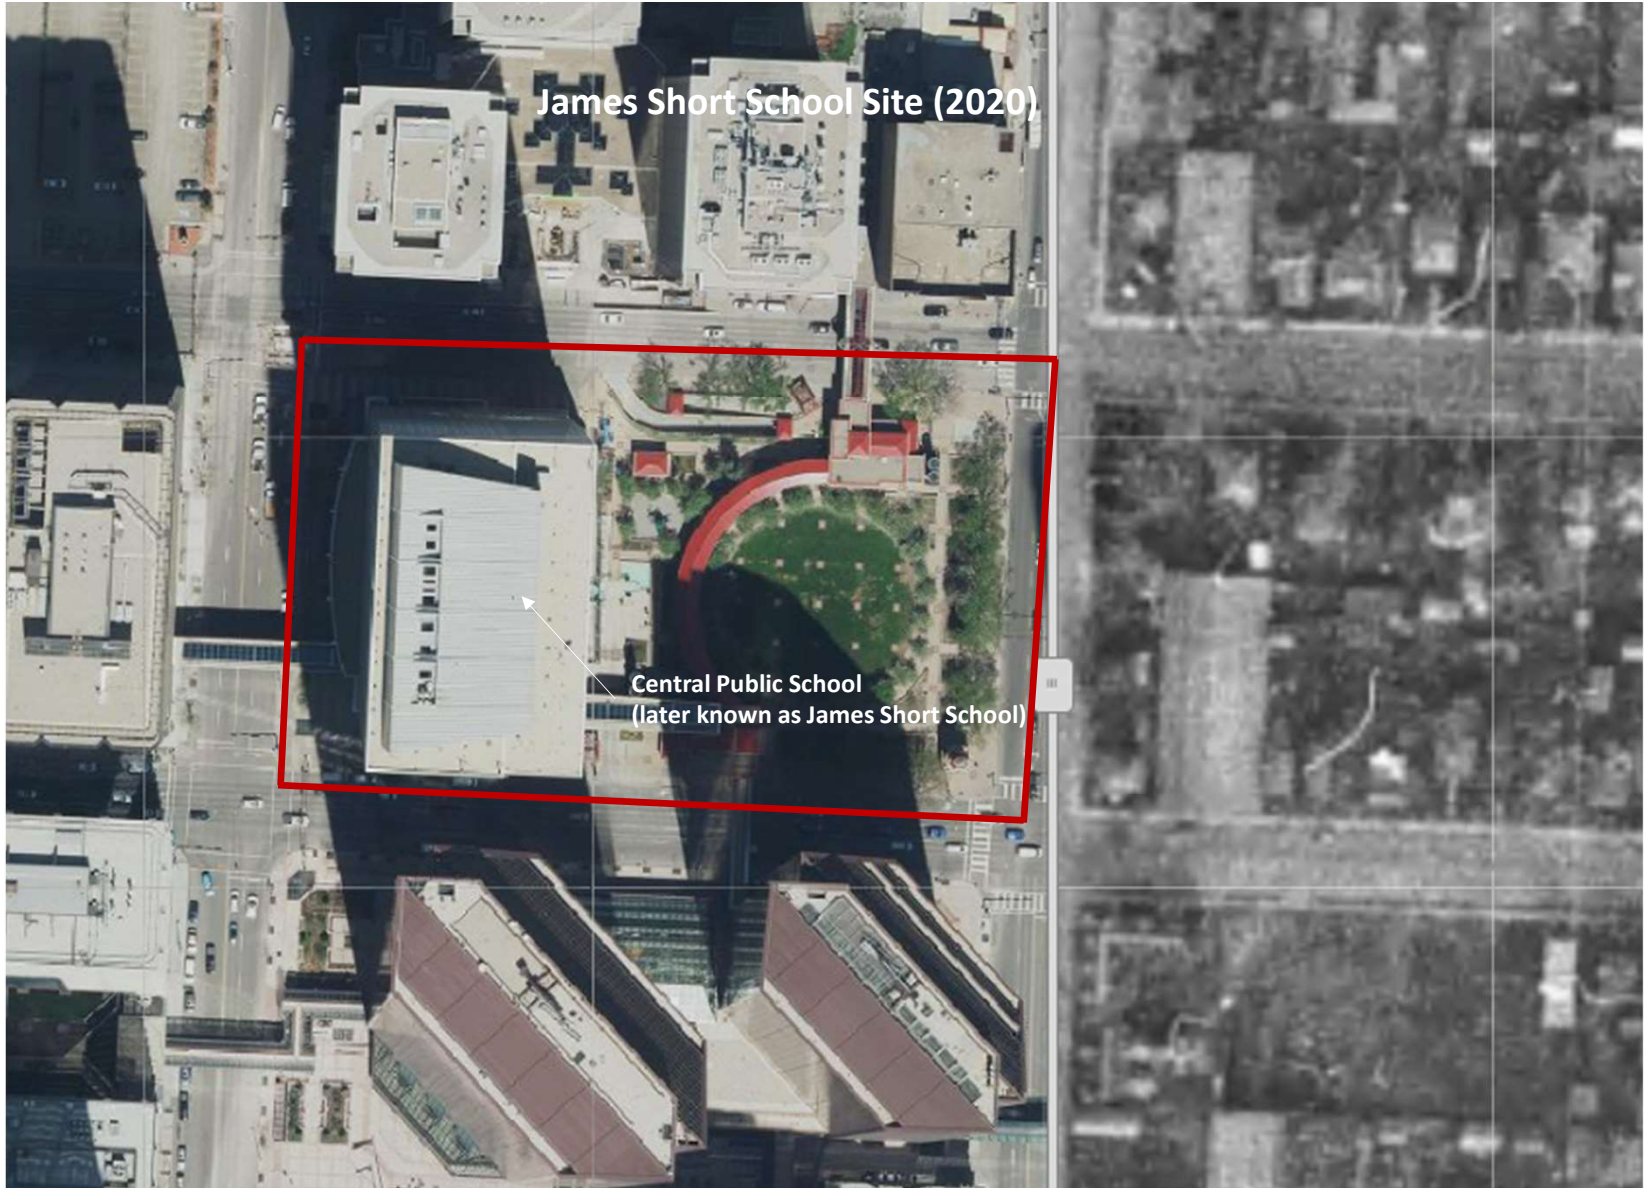 James Short School Site (2020)
Central Public School
(later known as James Short School)